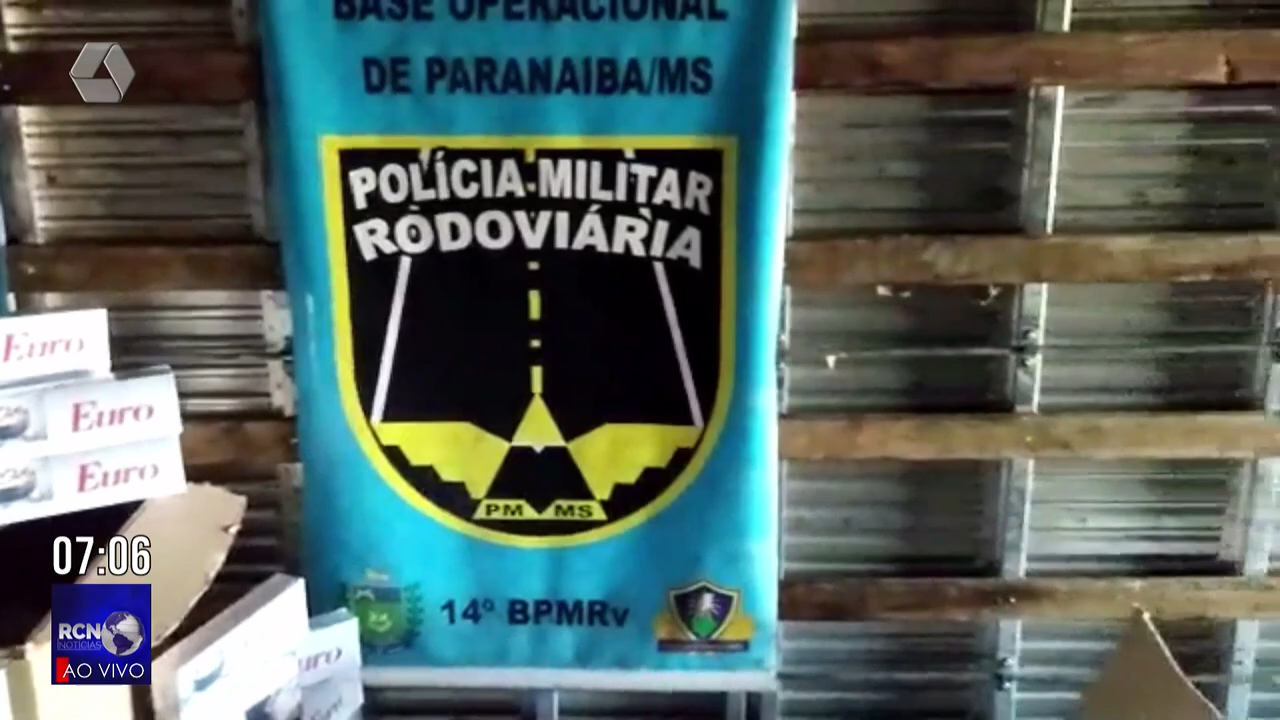 BASE OPERACIONAL
DE PARANAIBA/MS
POLÍCIA MILITAR
RODOVIÁRIA
Euro
Euro
Euro
PM MS
07:06
14º BPMRv
RCN
NOTÍCIAS
AO VIVO
uro